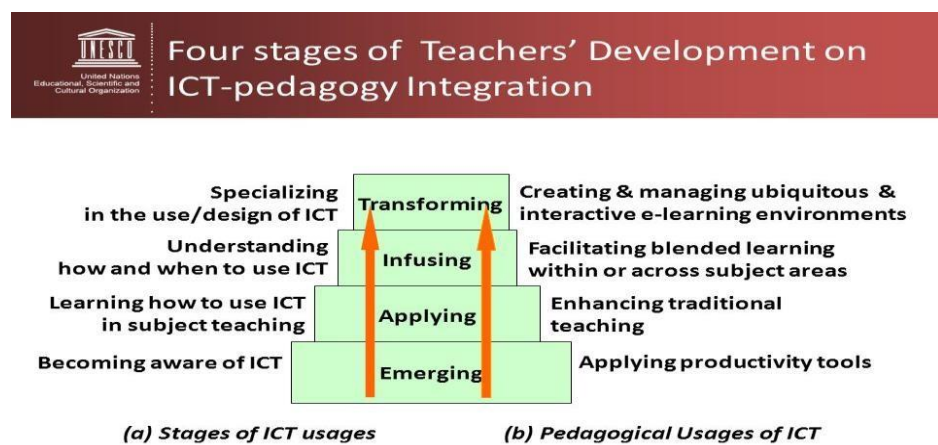 UNESCO
United Nations
Educational, Scientific and
Cultural Organization
Four stages of Teachers' Development on
ICT-pedagogy Integration
Specializing
in the use/design of ICT
Transforming
Creating & managing ubiquitous &
interactive e-learning environments
Understanding
how and when to use ICT
Infusing
Facilitating blended learning
within or across subject areas
Learning how to use ICT
in subject teaching
Applying
Enhancing traditional
teaching
Becoming aware of ICT
Emerging
Applying productivity tools
(a) Stages of ICT usages
(b) Pedagogical Usages of ICT